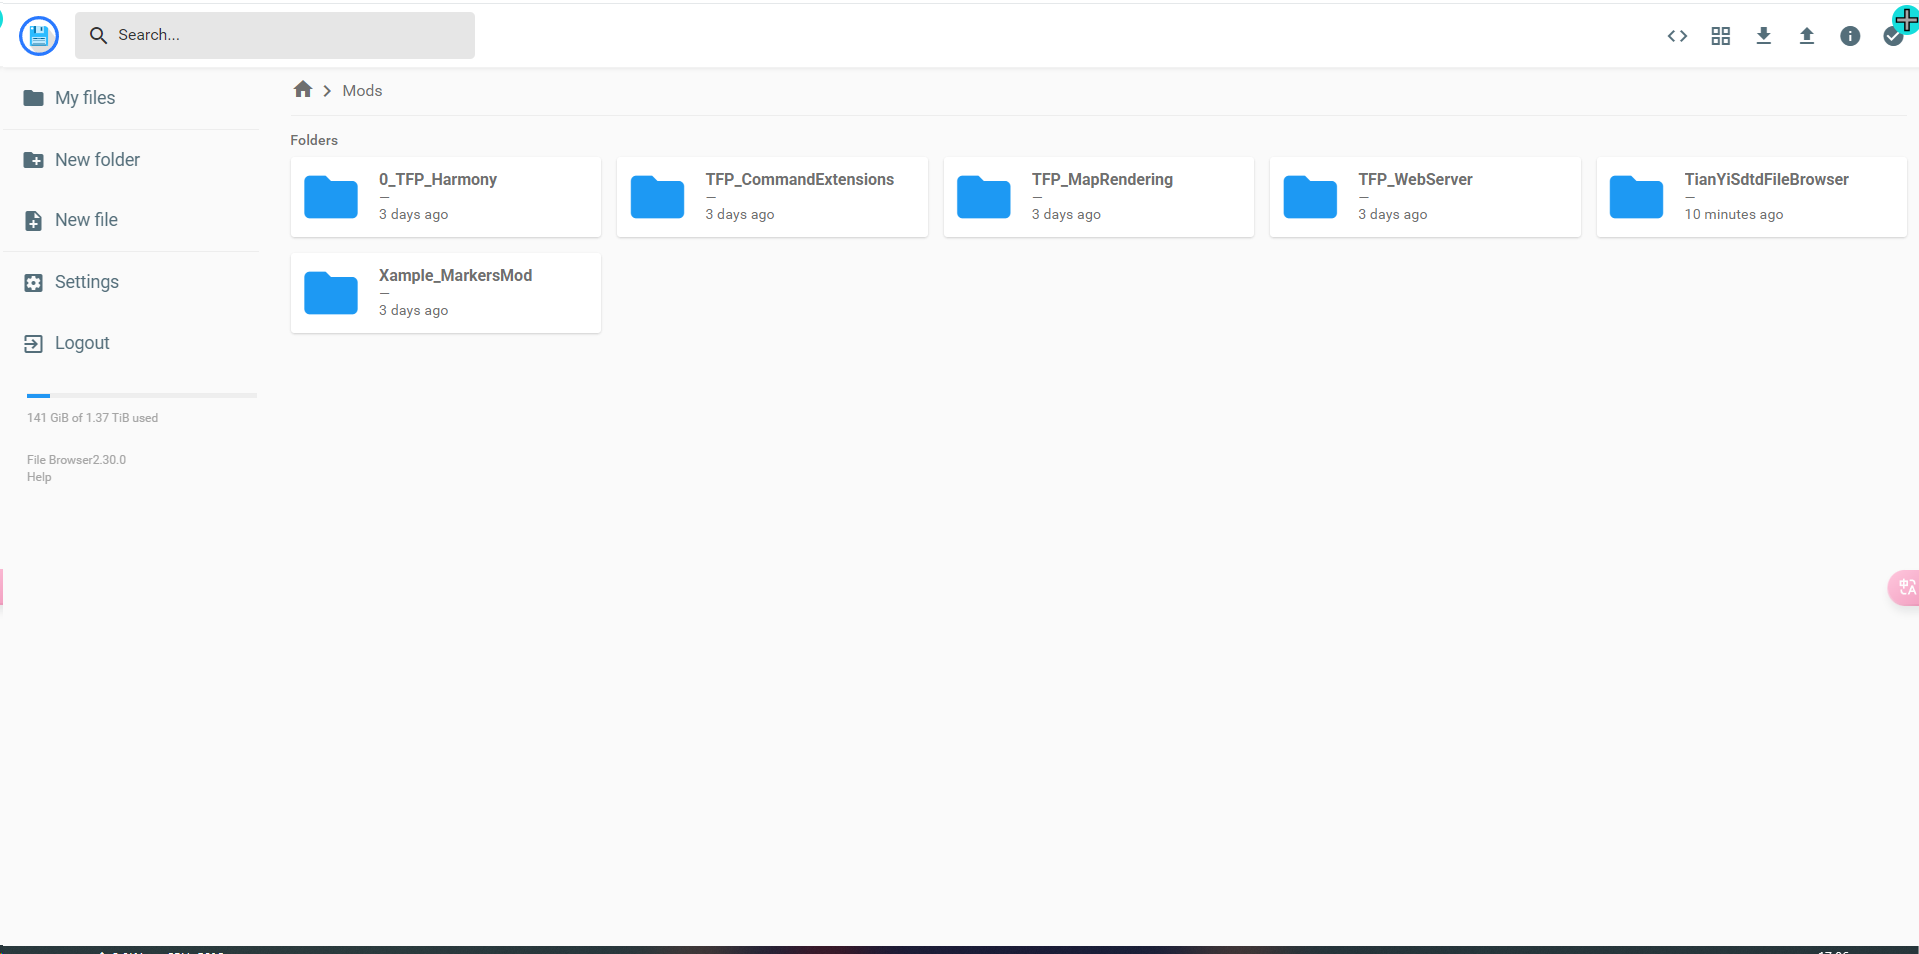 Search...
My files
New folder
New file
Settings
Logout
141 GiB of 1.37 TiB used
File Browser2.30.0
Help
Mods
Folders
0_TFP_Harmony
—
3 days ago
TFP_CommandExtensions
—
3 days ago
TFP_MapRendering
—
3 days ago
TFP_WebServer
—
3 days ago
TianYiSdtdFileBrowser
—
10 minutes ago
Xample_MarkersMod
—
3 days ago
中
A